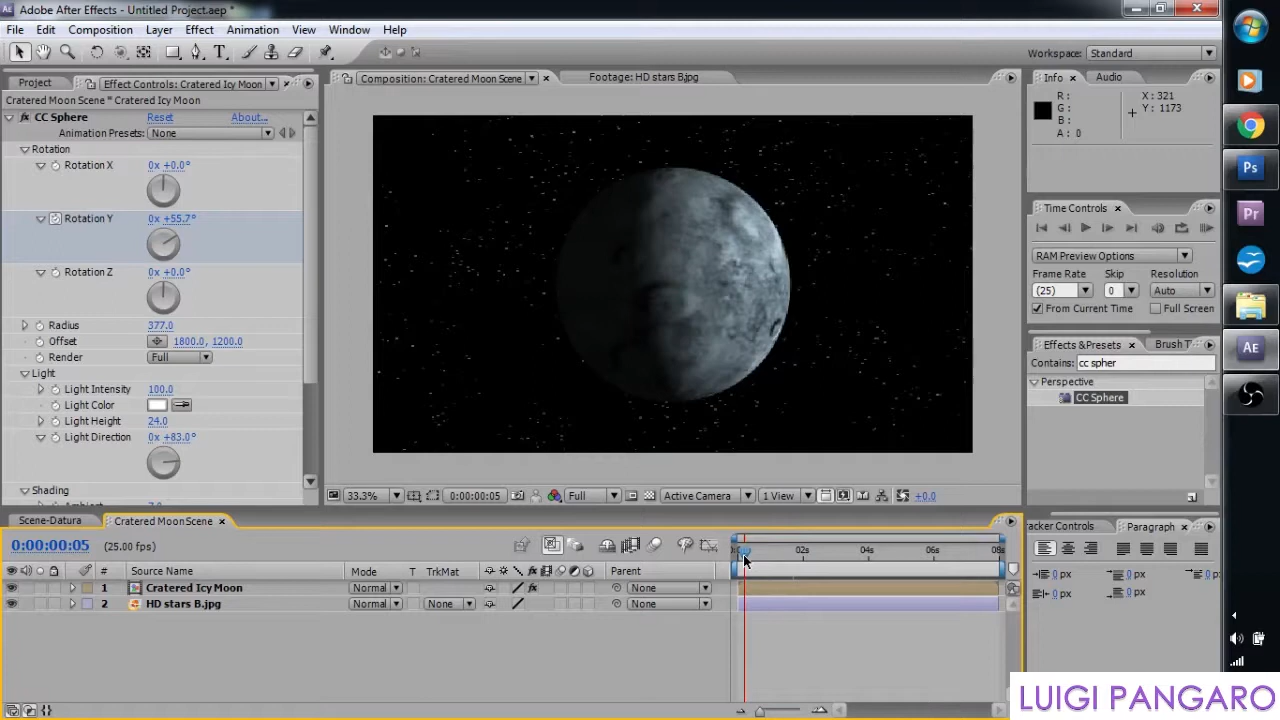 Adobe After Effects - Untitled Project.aep *
File Edit Composition Layer Effect Animation View Window Help
Workspace: Standard
Project Effect Controls: Cratered Icy Moon
Cratered Moon Scene * Cratered Icy Moon
CC Sphere Reset About...
Animation Presets: None
Rotation
Rotation X 0x +0.0°
Rotation Y 0x +55.7°
Rotation Z 0x +0.0°
Radius 377.0
Offset 1800.0, 1200.0
Render Full
Light
Light Intensity 100.0
Light Color
Light Height 24.0
Light Direction 0x +83.0°
Shading
Composition: Cratered Moon Scene Footage: HD stars B.jpg
33.3% 0:00:00:05 Full Active Camera 1 View +0.0
Info Audio
R: X: 321
G: Y: 1173
B:
A: 0
Time Controls
RAM Preview Options
Frame Rate Skip Resolution
(25) 0 Auto
From Current Time Full Screen
Effects & Presets Brush T
Contains: cc spher
Perspective
CC Sphere
Scene-Datura Cratered Moon Scene
0:00:00:05 (25.00 fps)
02s 04s 06s 08s
# Source Name Mode T TrkMat Parent
1 Cratered Icy Moon Normal None
2 HD stars B.jpg Normal None None
racker Controls Paragraph
0 px 0 px 0 p
0 px 0 px
Ps
Pr
AE
LUIGI PANGARO